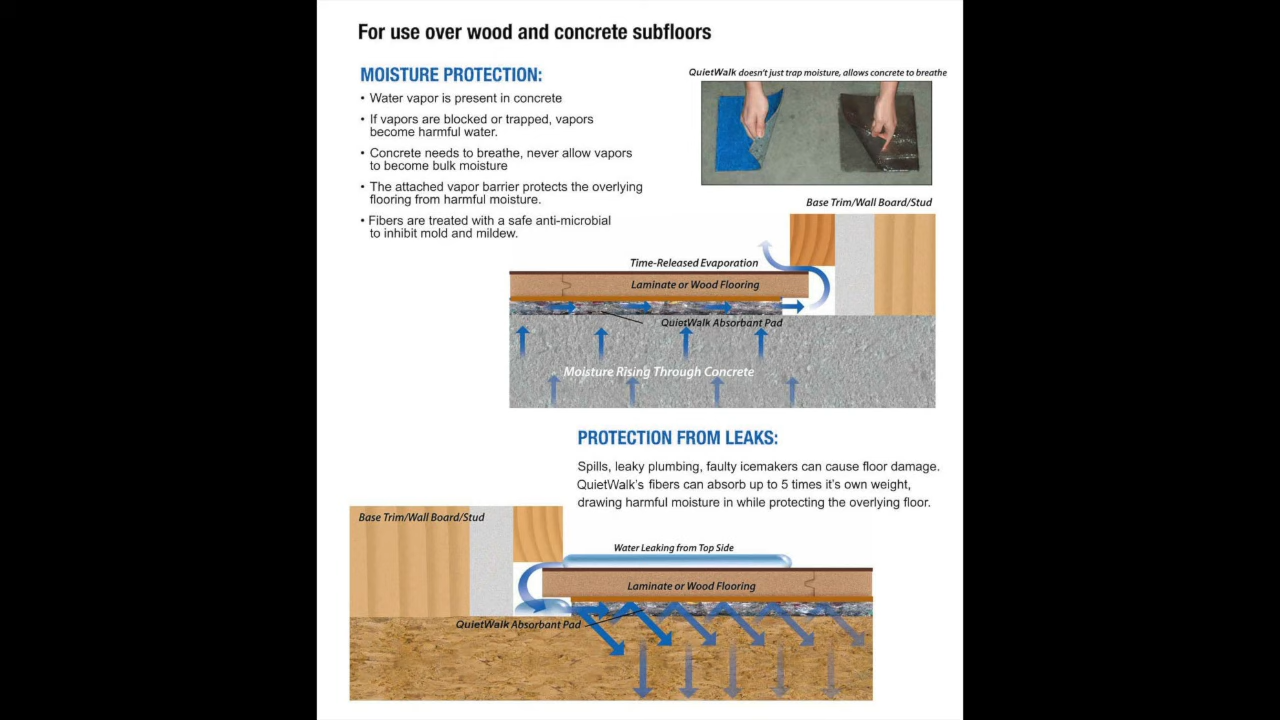 For use over wood and concrete subfloors
MOISTURE PROTECTION:
• Water vapor is present in concrete
• If vapors are blocked or trapped, vapors
become harmful water.
• Concrete needs to breathe, never allow vapors
to become bulk moisture
• The attached vapor barrier protects the overlying
flooring from harmful moisture.
• Fibers are treated with a safe anti-microbial
to inhibit mold and mildew.
QuietWalk doesn't just trap moisture, allows concrete to breathe
Base Trim/Wall Board/Stud
Time-Released Evaporation
Laminate or Wood Flooring
QuietWalk Absorbant Pad
Moisture Rising Through Concrete
PROTECTION FROM LEAKS:
Spills, leaky plumbing, faulty icemakers can cause floor damage.
QuietWalk's fibers can absorb up to 5 times it's own weight,
drawing harmful moisture in while protecting the overlying floor.
Base Trim/Wall Board/Stud
Water Leaking from Top Side
Laminate or Wood Flooring
QuietWalk Absorbant Pad